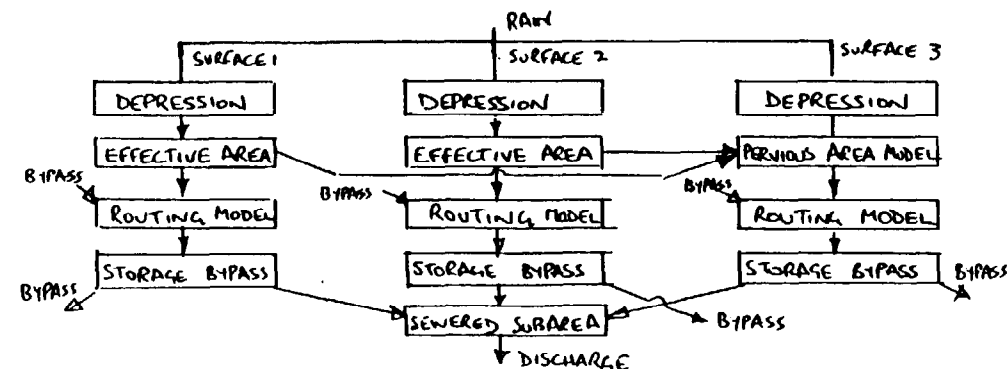 RAIN
SURFACE 1 SURFACE 2 SURFACE 3
DEPRESSION DEPRESSION DEPRESSION
EFFECTIVE AREA EFFECTIVE AREA PERVIOUS AREA MODEL
BYPASS BYPASS BYPASS
ROUTING MODEL ROUTING MODEL ROUTING MODEL
STORAGE BYPASS STORAGE BYPASS STORAGE BYPASS
BYPASS BYPASS
SEWERED SUBAREA BYPASS
DISCHARGE